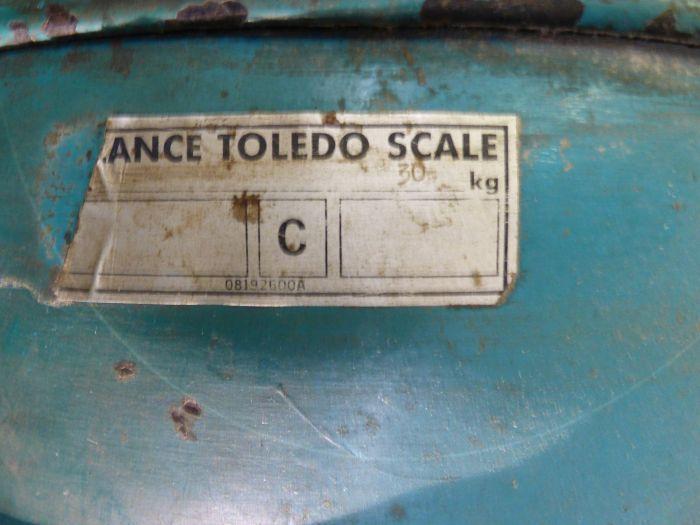 ANCE TOLEDO SCALE
30 kg
C
08192600A